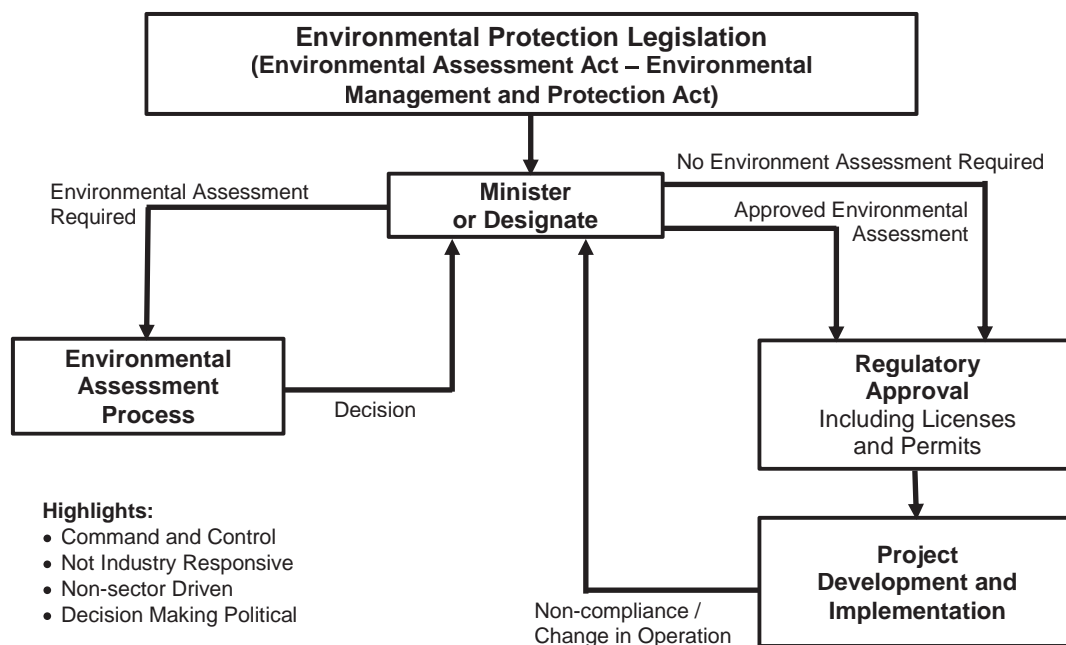 Environmental Protection Legislation
(Environmental Assessment Act – Environmental
Management and Protection Act)
No Environment Assessment Required
Environmental Assessment
Required
Minister
or Designate
Approved Environmental
Assessment
Environmental
Assessment
Process
Decision
Regulatory
Approval
Including Licenses
and Permits
Highlights:
• Command and Control
• Not Industry Responsive
• Non-sector Driven
• Decision Making Political
Project
Development and
Implementation
Non-compliance /
Change in Operation